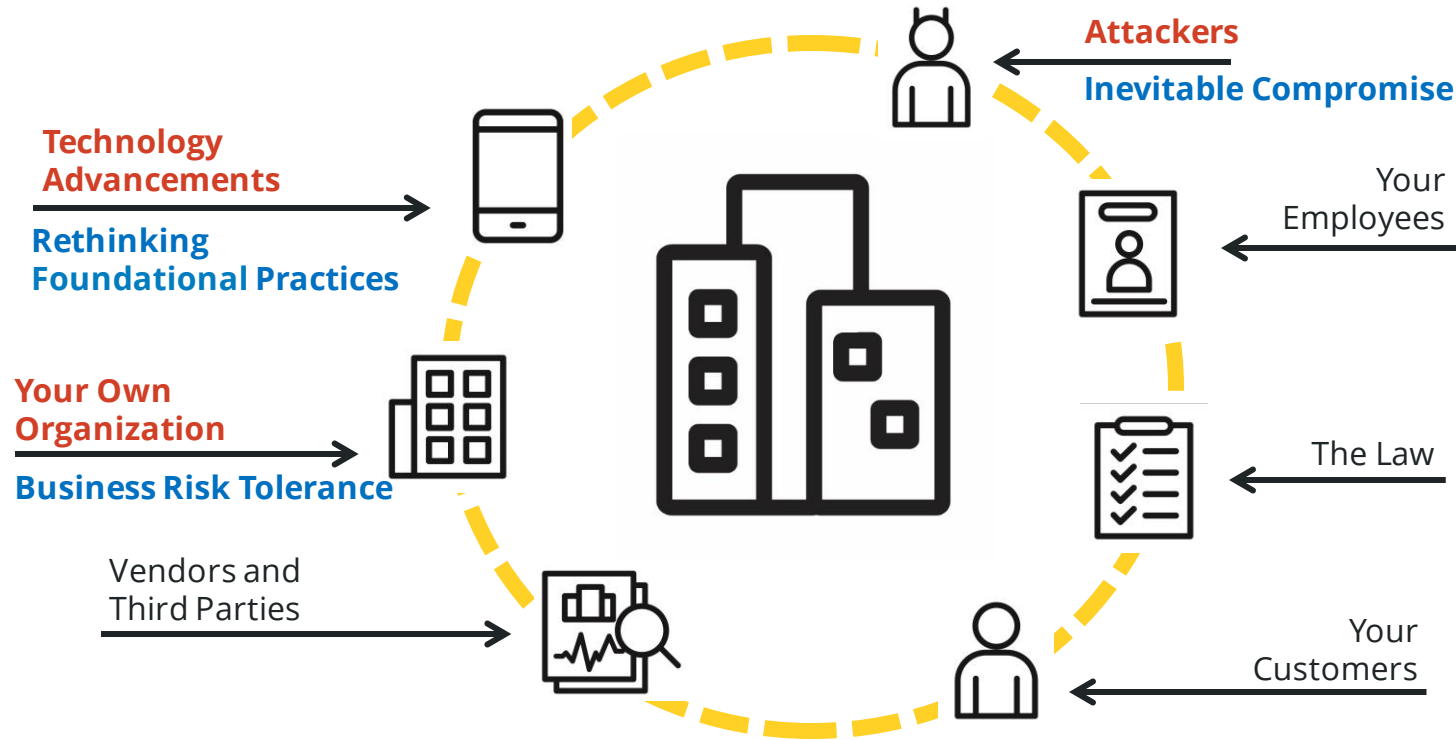 Attackers
Inevitable Compromise
Technology
Advancements
Rethinking
Foundational Practices
Your
Employees
Your Own
Organization
Business Risk Tolerance
The Law
Vendors and
Third Parties
Your
Customers